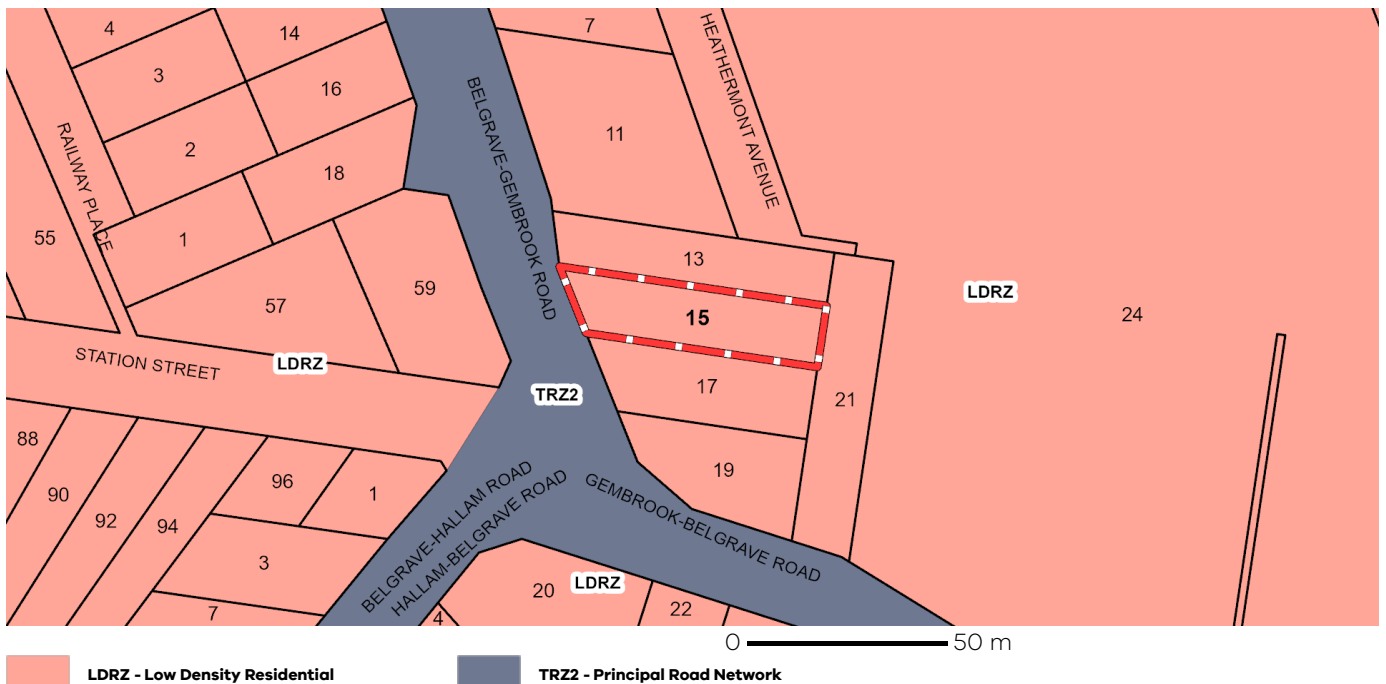 4
14
7
3
16
HEATHERMONT AVENUE
BELGRAVE-GEMBROOK ROAD
RAILWAY PLACE
2
11
18
55
1
13
57
59
15
LDRZ
24
STATION STREET
LDRZ
TRZ2
17
21
88
90
92
94
96
1
19
BELGRAVE-HALLAM ROAD
HALLAM-BELGRAVE ROAD
GEMBROOK-BELGRAVE ROAD
3
7
4
20
LDRZ
22
0 50 m
LDRZ - Low Density Residential
TRZ2 - Principal Road Network